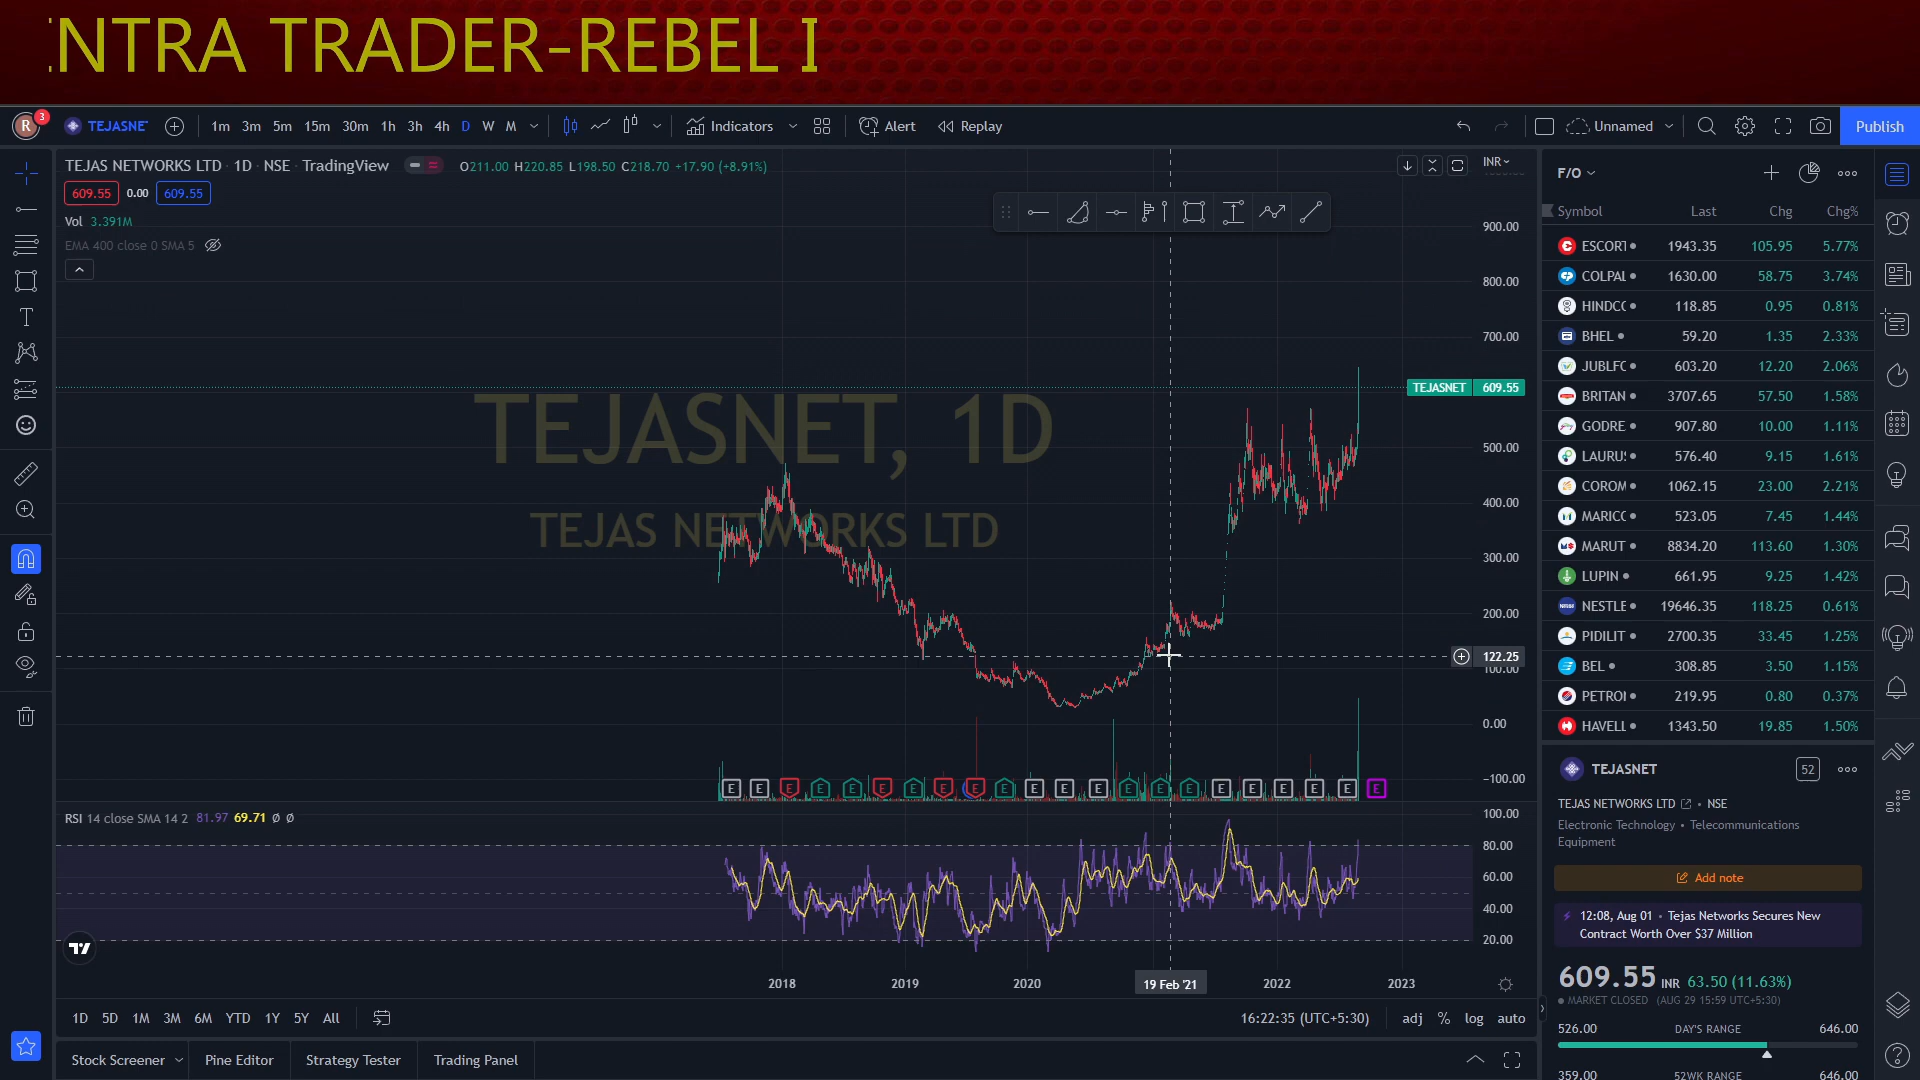 INTRA TRADER-REBEL I
R 3 TEJASNET 1m 3m 5m 15m 30m 1h 3h 4h D W M Indicators Alert Replay Unnamed Publish
TEJAS NETWORKS LTD · 1D · NSE · TradingView O211.00 H220.85 L198.50 C218.70 +17.90 (+8.91%) INR
609.55 0.00 609.55
Vol 3.391M
EMA 400 close 0 SMA 5
TEJASNET, 1D
TEJAS NETWORKS LTD
900.00
800.00
700.00
TEJASNET 609.55
500.00
400.00
300.00
200.00
122.25
100.00
0.00
−100.00
E E E E E E E E E E E E E E E E E E E E E E
RSI 14 close SMA 14 2 81.97 69.71 Ø Ø
100.00
80.00
60.00
40.00
20.00
2018 2019 2020 19 Feb '21 2022 2023
1D 5D 1M 3M 6M YTD 1Y 5Y All 16:22:35 (UTC+5:30) adj % log auto
Stock Screener Pine Editor Strategy Tester Trading Panel
F/O
Symbol Last Chg Chg%
ESCORT 1943.35 105.95 5.77%
COLPAL 1630.00 58.75 3.74%
HINDCO 118.85 0.95 0.81%
BHEL 59.20 1.35 2.33%
JUBLFO 603.20 12.20 2.06%
BRITAN 3707.65 57.50 1.58%
GODRE 907.80 10.00 1.11%
LAURUS 576.40 9.15 1.61%
COROM 1062.15 23.00 2.21%
MARICO 523.05 7.45 1.44%
MARUT 8834.20 113.60 1.30%
LUPIN 661.95 9.25 1.42%
NESTLE 19646.35 118.25 0.61%
PIDILIT 2700.35 33.45 1.25%
BEL 308.85 3.50 1.15%
PETRON 219.95 0.80 0.37%
HAVELL 1343.50 19.85 1.50%
TEJASNET 52
TEJAS NETWORKS LTD • NSE
Electronic Technology • Telecommunications
Equipment
Add note
12:08, Aug 01 • Tejas Networks Secures New
Contract Worth Over $37 Million
609.55 INR 63.50 (11.63%)
MARKET CLOSED (AUG 29 15:59 UTC+5:30)
526.00 DAY'S RANGE 646.00
359.00 52WK RANGE 646.00